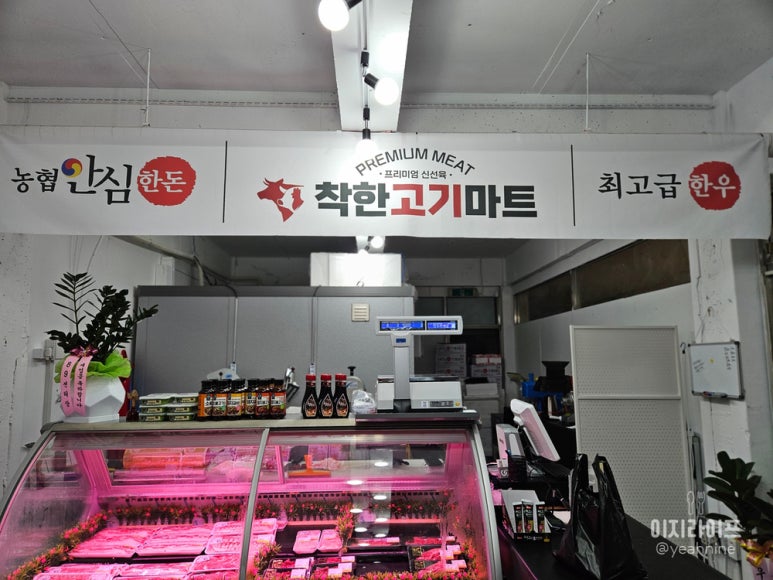 농협 안심 한돈
PREMIUM MEAT
· 프리미엄 신선육 ·
착한고기마트
최고급 한우
이지라이프
@yeahnine